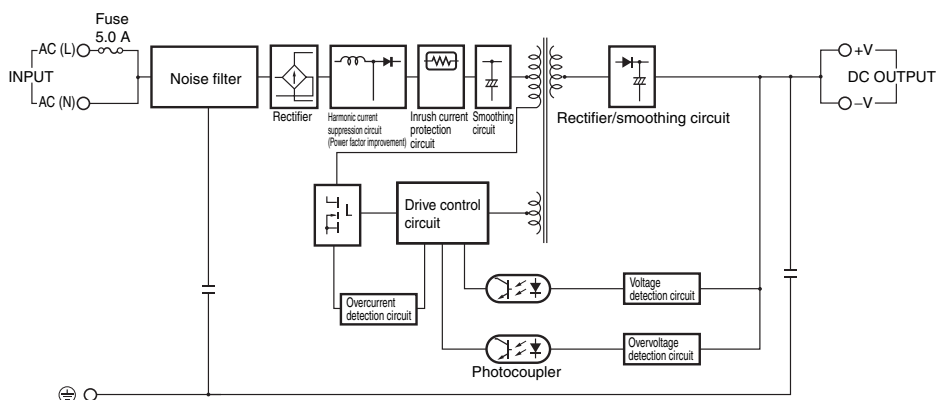 Fuse
5.0 A
AC (L)
INPUT
AC (N)
Noise filter
Rectifier
Harmonic current
suppression circuit
(Power factor improvement)
Inrush current
protection
circuit
Smoothing
circuit
Rectifier/smoothing circuit
+V
DC OUTPUT
–V
Drive control
circuit
Overcurrent
detection circuit
Voltage
detection circuit
Overvoltage
detection circuit
Photocoupler